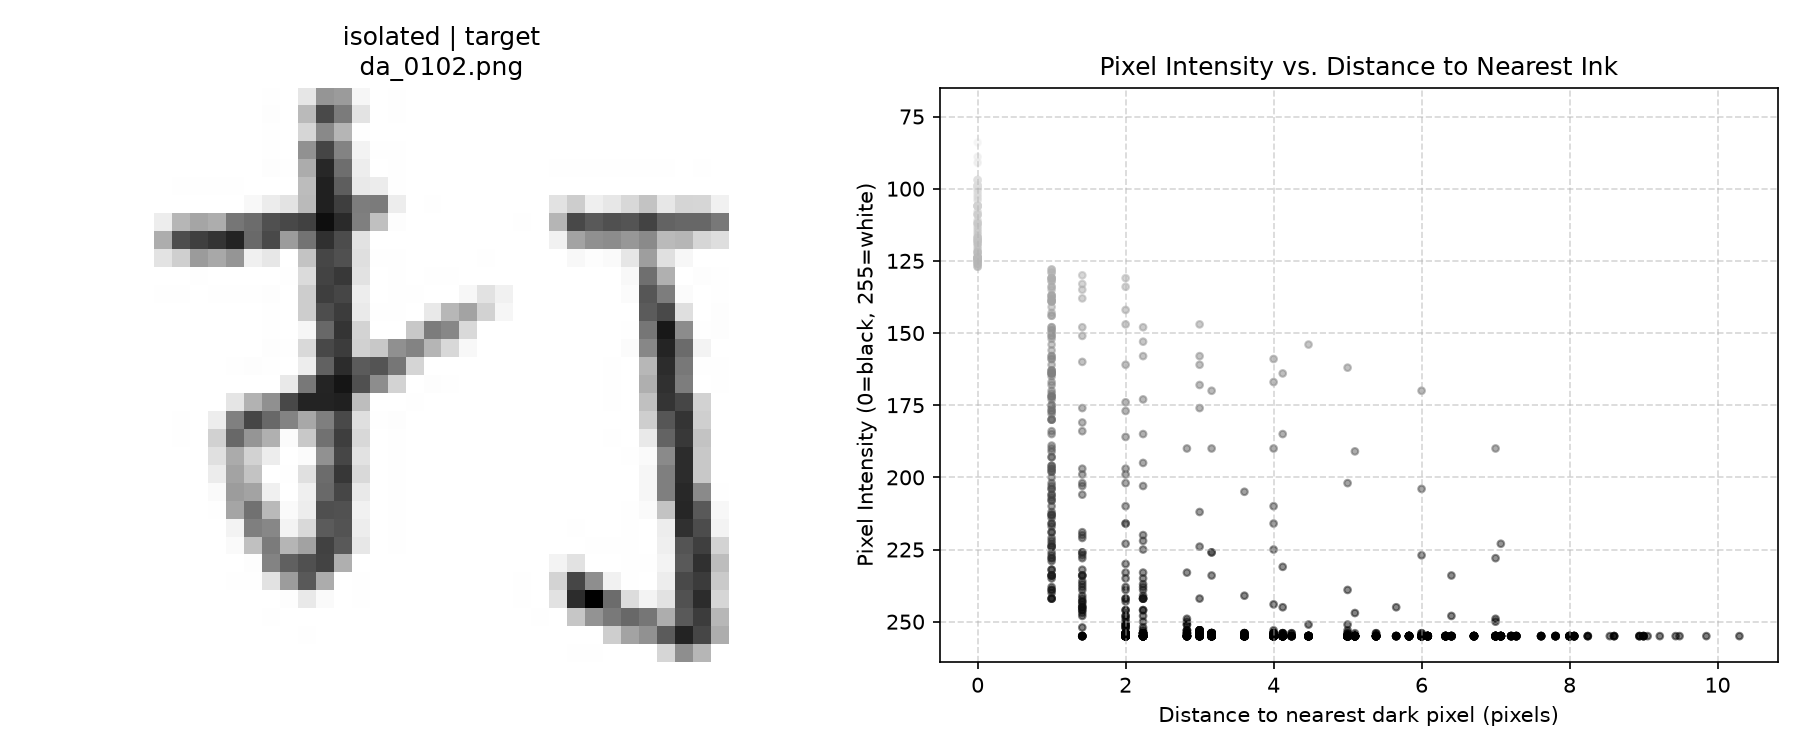 isolated | target
da_0102.png
Pixel Intensity vs. Distance to Nearest Ink
Pixel Intensity (0=black, 255=white)
75
100
125
150
175
200
225
250
0 2 4 6 8 10
Distance to nearest dark pixel (pixels)